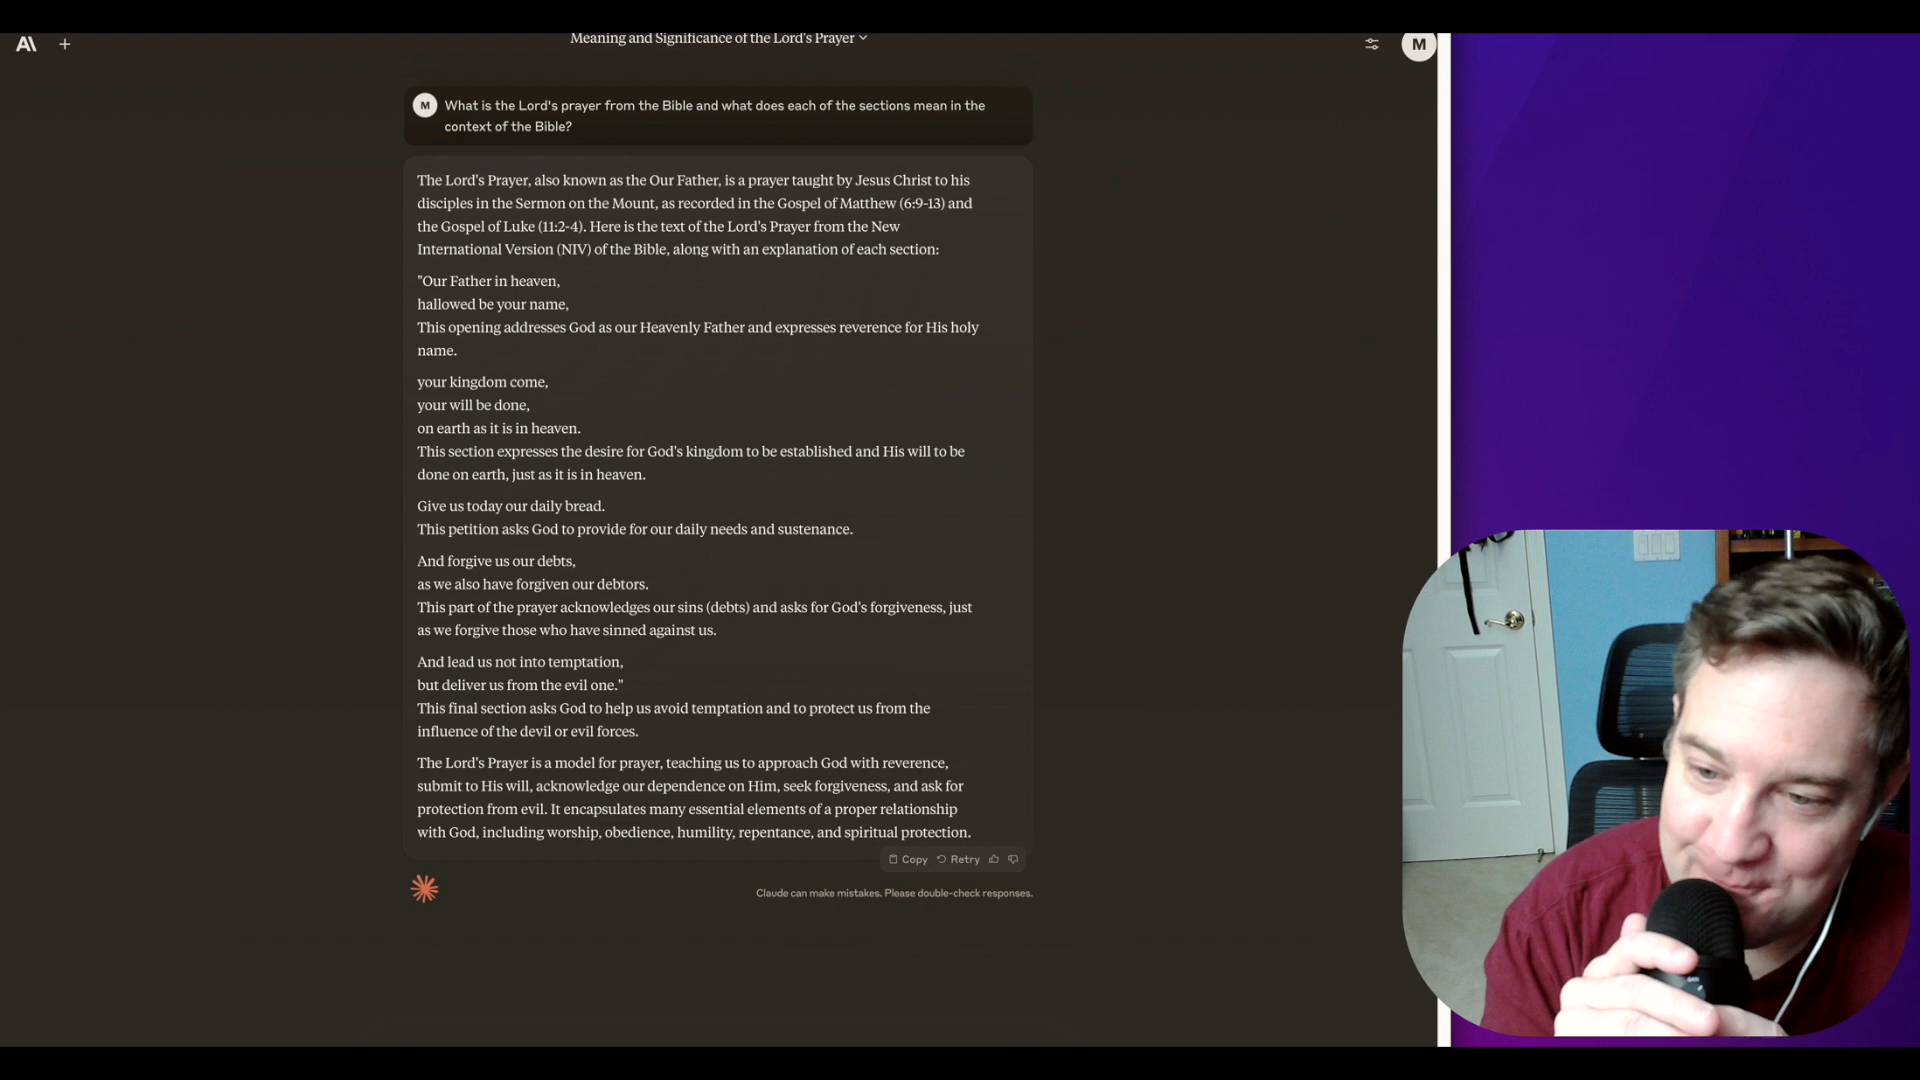 Meaning and Significance of the Lord's Prayer
M
M
What is the Lord's prayer from the Bible and what does each of the sections mean in the
context of the Bible?
The Lord's Prayer, also known as the Our Father, is a prayer taught by Jesus Christ to his
disciples in the Sermon on the Mount, as recorded in the Gospel of Matthew (6:9-13) and
the Gospel of Luke (11:2-4). Here is the text of the Lord's Prayer from the New
International Version (NIV) of the Bible, along with an explanation of each section:
"Our Father in heaven,
hallowed be your name,
This opening addresses God as our Heavenly Father and expresses reverence for His holy
name.
your kingdom come,
your will be done,
on earth as it is in heaven.
This section expresses the desire for God's kingdom to be established and His will to be
done on earth, just as it is in heaven.
Give us today our daily bread.
This petition asks God to provide for our daily needs and sustenance.
And forgive us our debts,
as we also have forgiven our debtors.
This part of the prayer acknowledges our sins (debts) and asks for God's forgiveness, just
as we forgive those who have sinned against us.
And lead us not into temptation,
but deliver us from the evil one."
This final section asks God to help us avoid temptation and to protect us from the
influence of the devil or evil forces.
The Lord's Prayer is a model for prayer, teaching us to approach God with reverence,
submit to His will, acknowledge our dependence on Him, seek forgiveness, and ask for
protection from evil. It encapsulates many essential elements of a proper relationship
with God, including worship, obedience, humility, repentance, and spiritual protection.
Copy Retry
Claude can make mistakes. Please double-check responses.